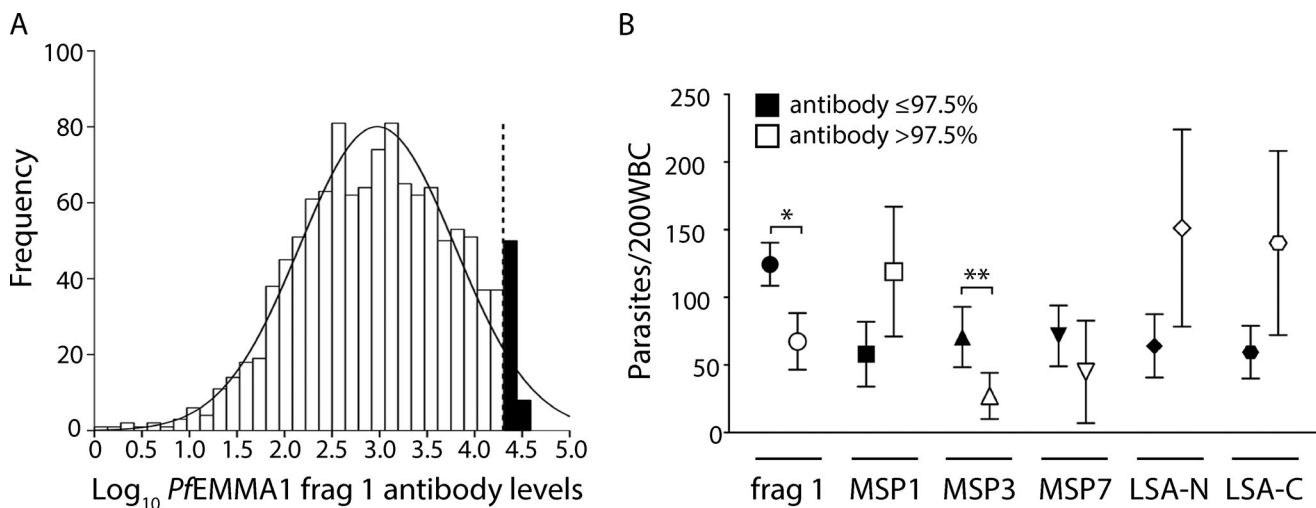 A
100
80
60
40
20
0
Frequency
0 0.5 1.0 1.5 2.0 2.5 3.0 3.5 4.0 4.5 5.0
Log₁₀ PfEMMA1 frag 1 antibody levels
B
antibody ≤97.5%
antibody >97.5%
250
200
150
100
50
0
Parasites/200WBC
*
**
frag 1 MSP1 MSP3 MSP7 LSA-N LSA-C